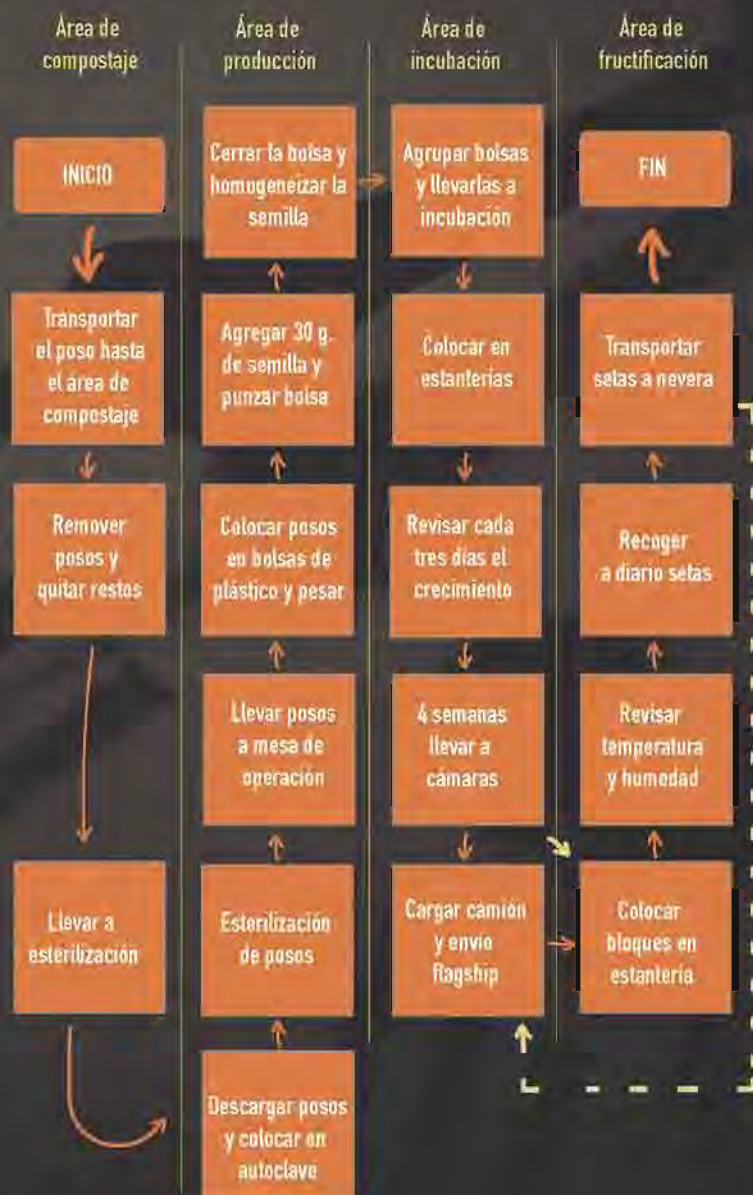 Área de
compostaje
Área de
producción
Área de
incubación
Área de
fructificación
INICIO
Transportar
el poso hasta
el área de
compostaje
Remover
posos y
quitar restos
Llevar a
esterilización
Cerrar la bolsa y
homogeneizar la
semilla
Agregar 30 g.
de semilla y
punzar bolsa
Colocar posos
en bolsas de
plástico y pesar
Llevar posos
a mesa de
operación
Esterilización
de posos
Descargar posos
y colocar en
autoclave
Agrupar bolsas
y llevarlas a
incubación
Colocar en
estanterías
Revisar cada
tres días el
crecimiento
4 semanas
llevar a
cámaras
Cargar camión
y envío
flagship
FIN
Transportar
setas a nevera
Recoger
a diario setas
Revisar
temperatura
y humedad
Colocar
bloques en
estantería